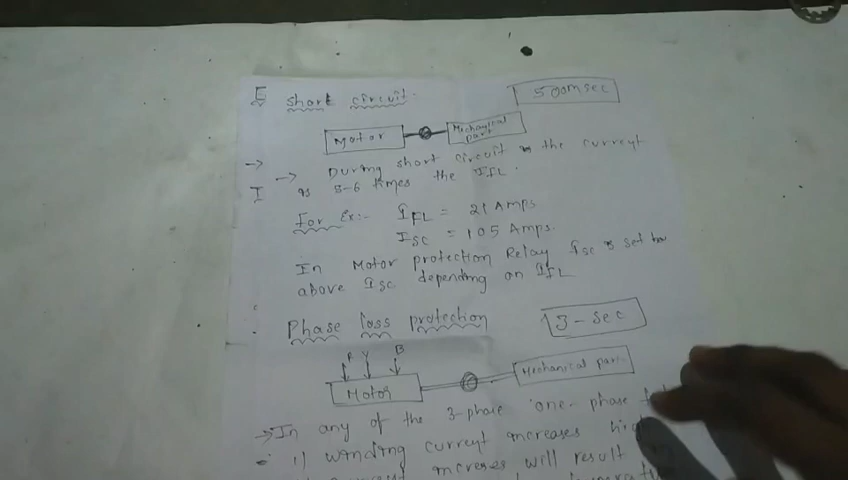 short circuit.
500msec
Motor
Mechanical part
→ During short circuit is the current
is 3-6 times the IFL.
For Ex:- IFL = 21 Amps
ISC = 105 Amps.
In Motor protection Relay Isc is set
above Isc depending on IFL
Phase loss protection
3-sec
R Y B
Motor
Mechanical part.
→ In any of the 3-phase one-phase
winding current increases
will result